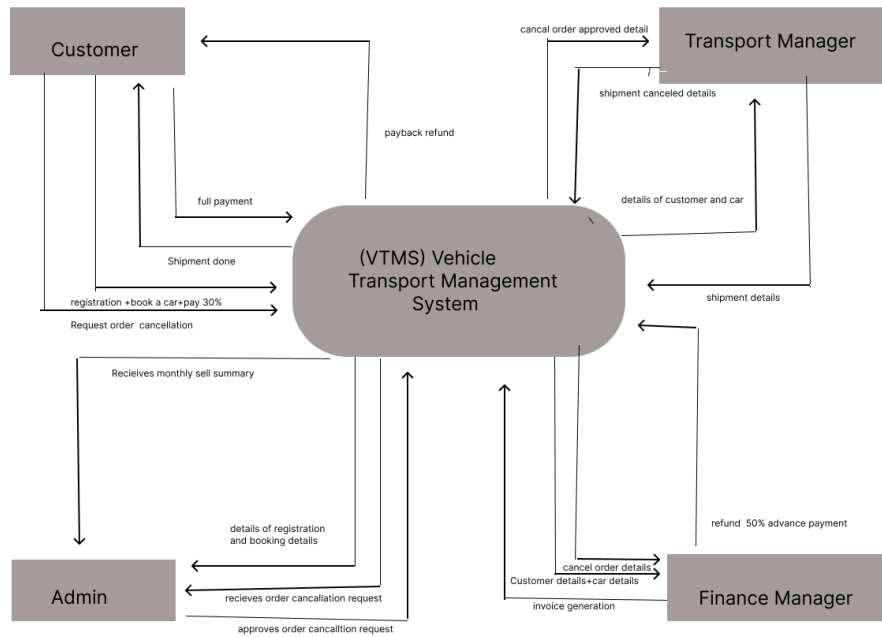 Customer
cancal order approved detail
Transport Manager
shipment canceled details
payback refund
full payment
details of customer and car
Shipment done
(VTMS) Vehicle
Transport Management
System
registration +book a car+pay 30%
shipment details
Request order cancellation
Recieives monthly sell summary
details of registration
and booking details
refund 50% advance payment
cancel order details
Customer details+car details
Admin
recieves order cancallation request
invoice generation
Finance Manager
approves order cancalltion request